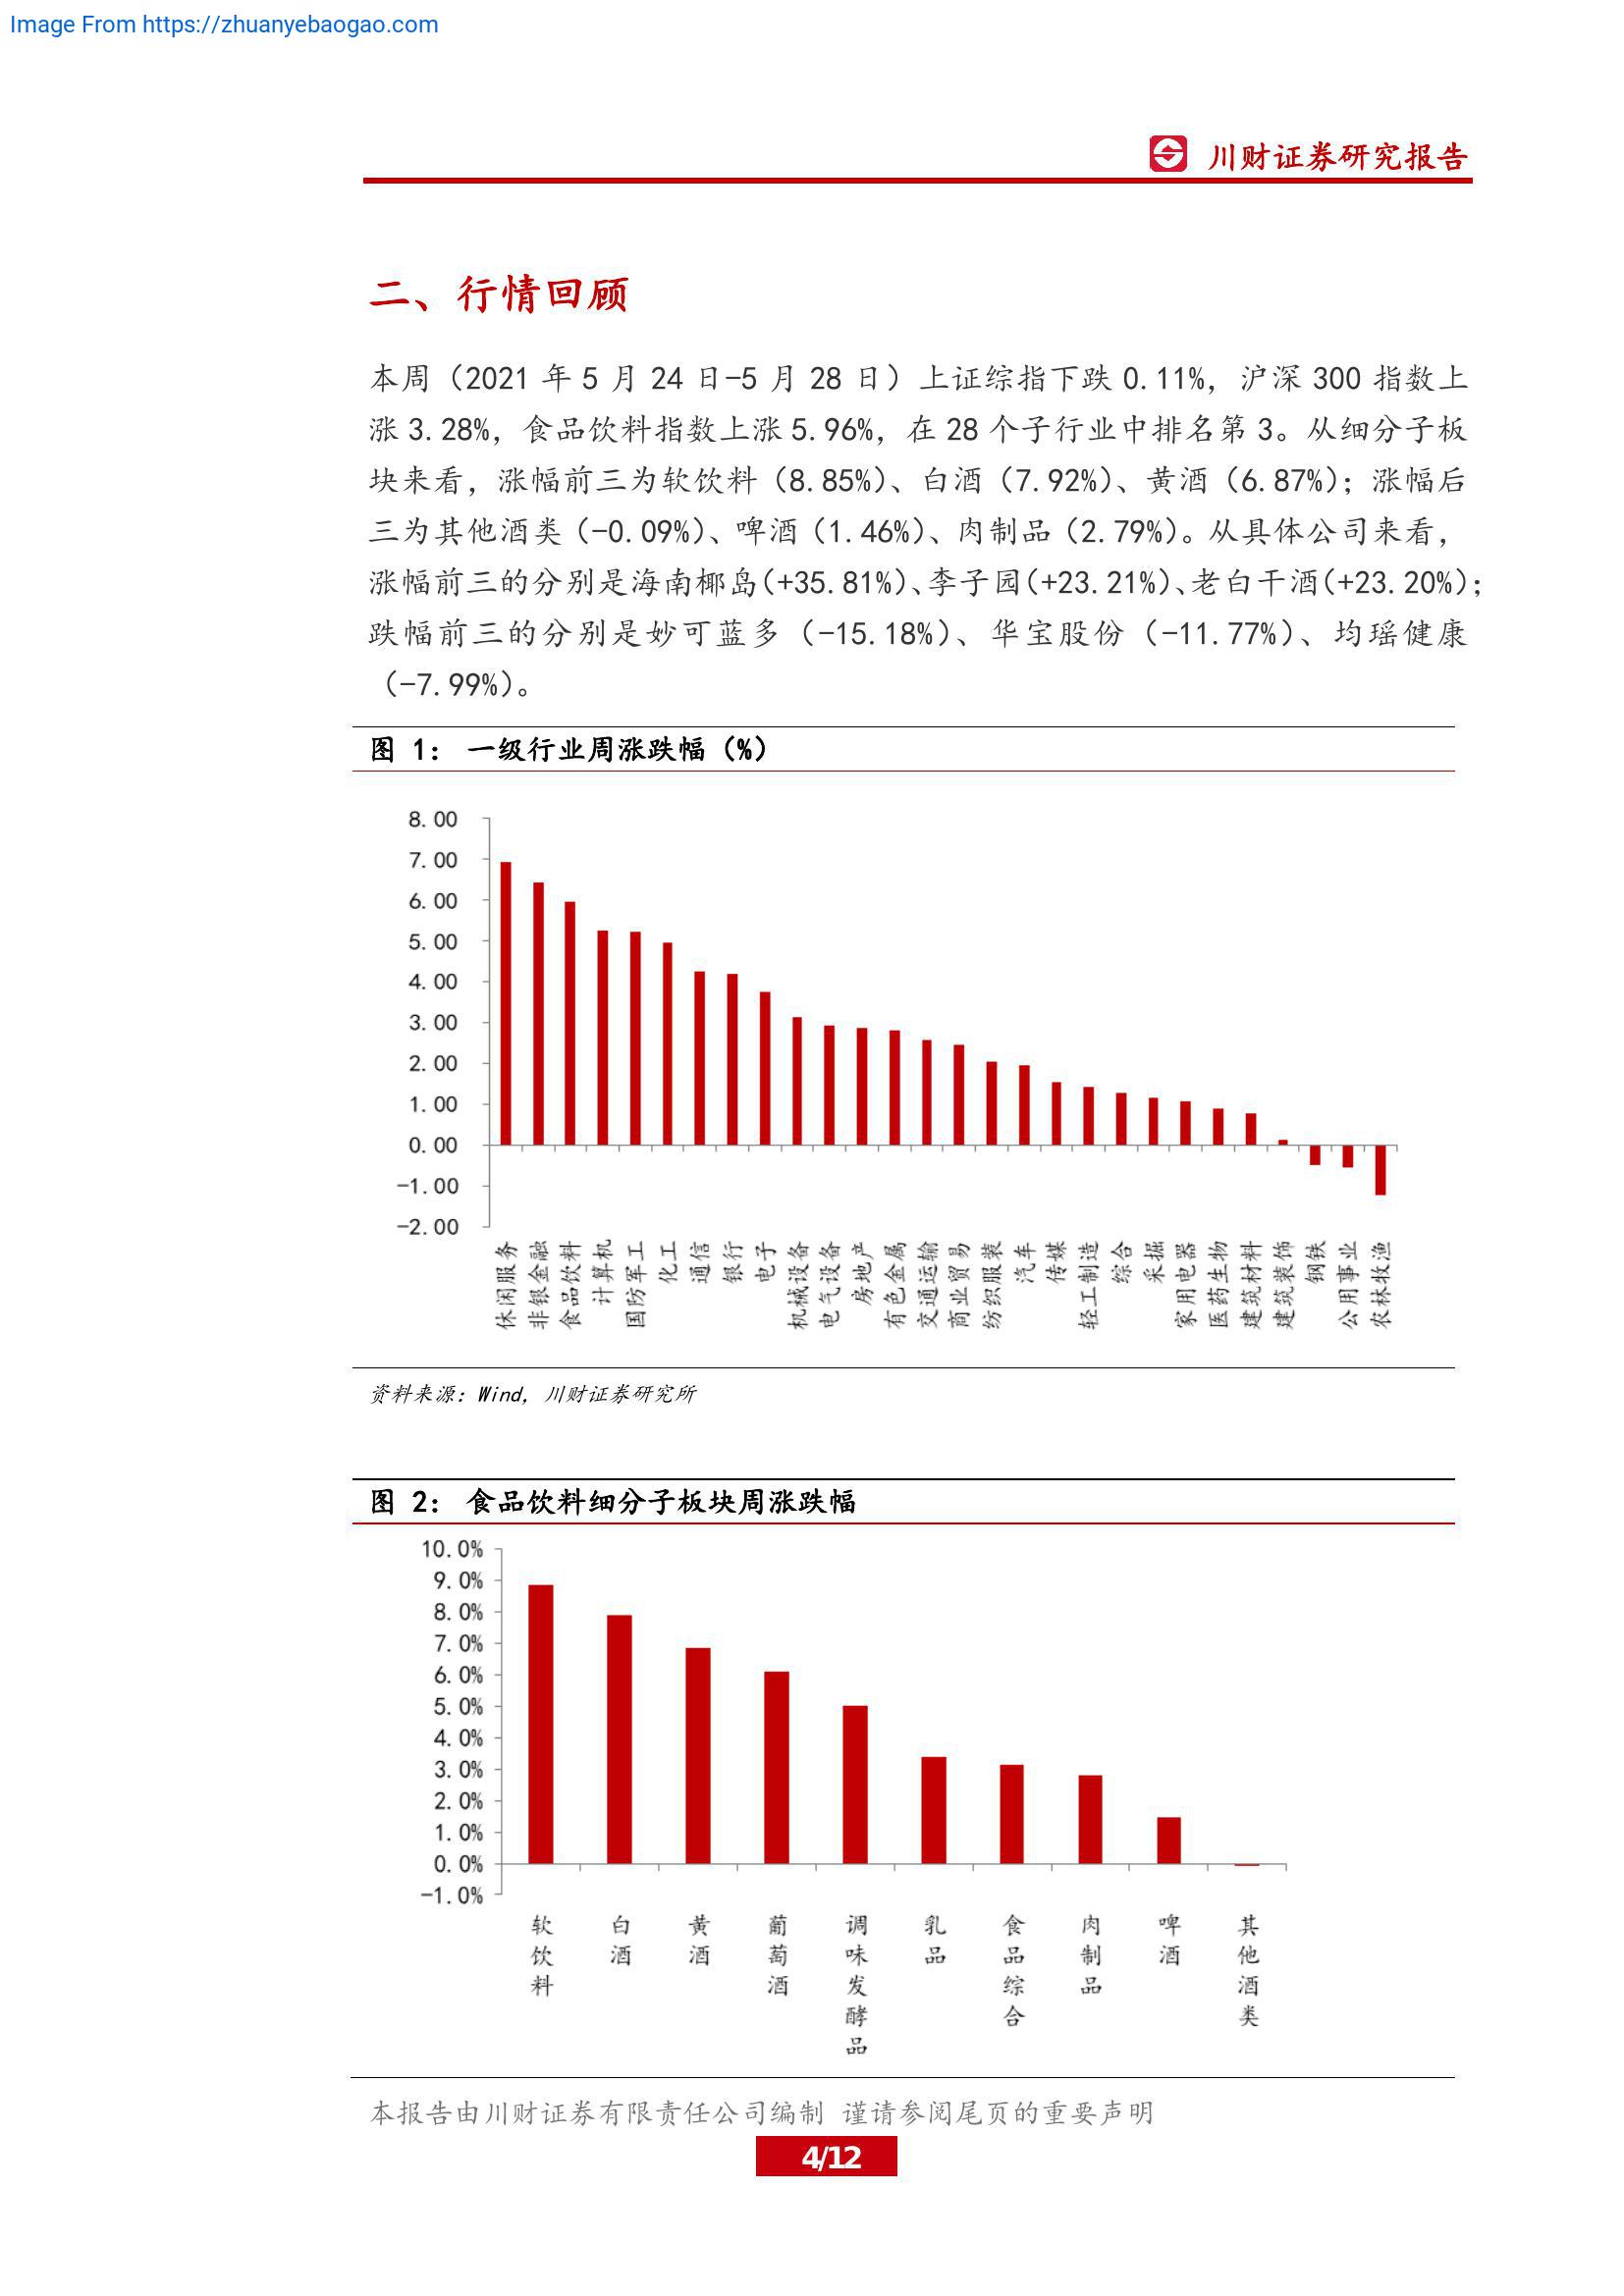 Image From https://zhuanyebaogao.com
川财证券研究报告
二、行情回顾
本周（2021 年 5 月 24 日-5 月 28 日）上证综指下跌 0.11%，沪深 300 指数上
涨 3.28%，食品饮料指数上涨 5.96%，在 28 个子行业中排名第 3。从细分子板
块来看，涨幅前三为软饮料（8.85%）、白酒（7.92%）、黄酒（6.87%）；涨幅后
三为其他酒类（-0.09%）、啤酒（1.46%）、肉制品（2.79%）。从具体公司来看，
涨幅前三的分别是海南椰岛(+35.81%)、李子园(+23.21%)、老白干酒(+23.20%)；
跌幅前三的分别是妙可蓝多（-15.18%）、华宝股份（-11.77%）、均瑶健康
（-7.99%）。
图 1： 一级行业周涨跌幅（%）
8.00
7.00
6.00
5.00
4.00
3.00
2.00
1.00
0.00
-1.00
-2.00
休闲服务
非银金融
食品饮料
计算机
国防军工
化工
通信
银行
电子
机械设备
电气设备
房地产
有色金属
交通运输
商业贸易
纺织服装
汽车
传媒
轻工制造
综合
采掘
家用电器
医药生物
建筑材料
建筑装饰
钢铁
公用事业
农林牧渔
资料来源：Wind，川财证券研究所
图 2： 食品饮料细分子板块周涨跌幅
10.0%
9.0%
8.0%
7.0%
6.0%
5.0%
4.0%
3.0%
2.0%
1.0%
0.0%
-1.0%
软饮料
白酒
黄酒
葡萄酒
调味发酵品
乳品
食品综合
肉制品
啤酒
其他酒类
本报告由川财证券有限责任公司编制 谨请参阅尾页的重要声明
4/12